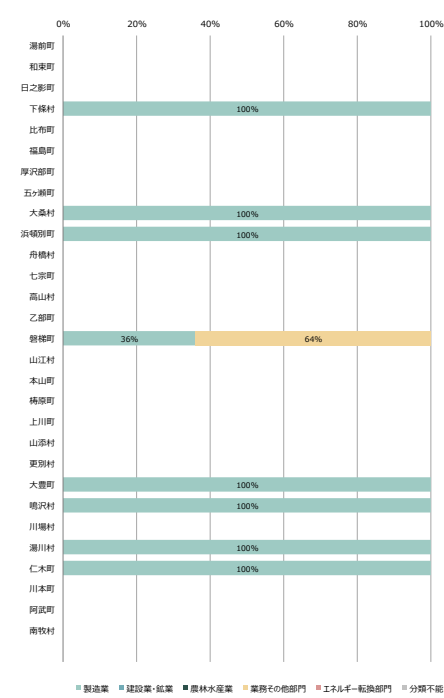 0% 20% 40% 60% 80% 100%
湯前町
和束町
日之影町
下條村 100%
比布町
福島町
厚沢部町
五ヶ瀬町
大桑村 100%
浜頓別町 100%
舟橋村
七宗町
高山村
乙部町
磐梯町 36% 64%
山江村
本山町
梼原町
上川町
山添村
更別村
大豊町 100%
鳴沢村 100%
川場村
湯川村 100%
仁木町 100%
川本町
阿武町
南牧村
製造業 建設業・鉱業 農林水産業 業務その他部門 エネルギー転換部門 分類不能